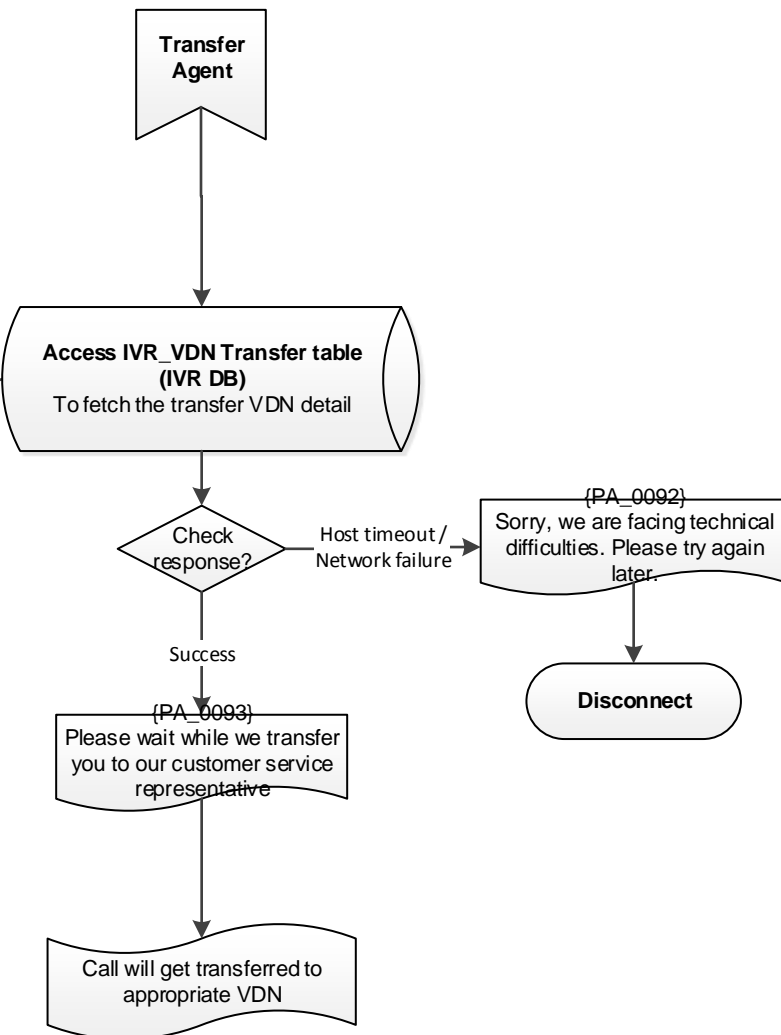 Transfer
Agent
Access IVR_VDN Transfer table
(IVR DB)
To fetch the transfer VDN detail
Check
response?
Host timeout /
Network failure
{PA_0092}
Sorry, we are facing technical
difficulties. Please try again
later.
Success
Disconnect
{PA_0093}
Please wait while we transfer
you to our customer service
representative
Call will get transferred to
appropriate VDN